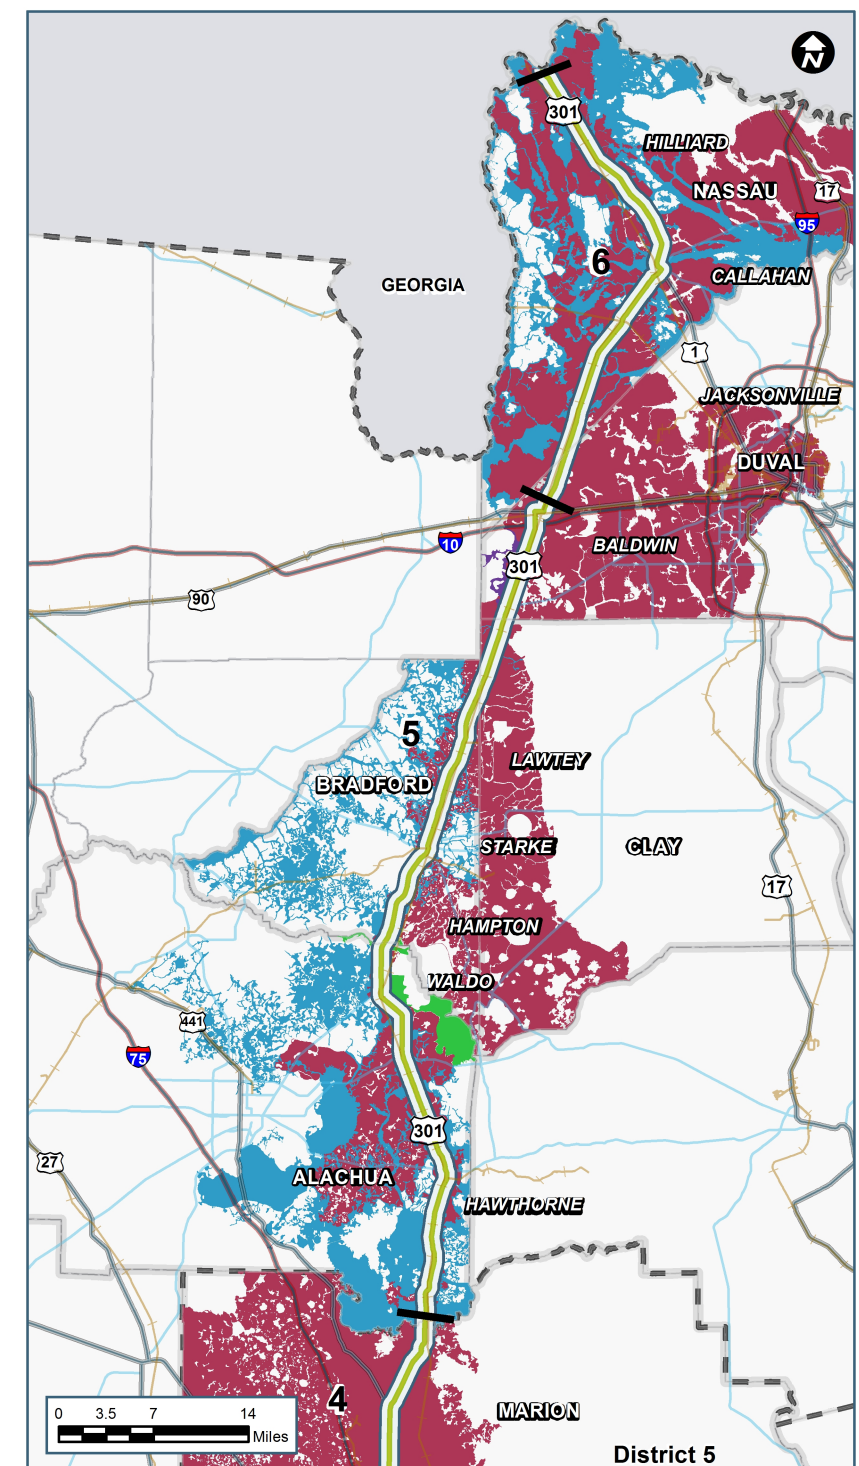 N
301
HILLIARD
NASSAU
17
95
6
CALLAHAN
GEORGIA
1
JACKSONVILLE
DUVAL
10
BALDWIN
301
90
5
LAWTEY
BRADFORD
STARKE
CLAY
17
HAMPTON
WALDO
441
75
301
27
ALACHUA
HAWTHORNE
4
MARION
0 3.5 7 14
Miles
District 5